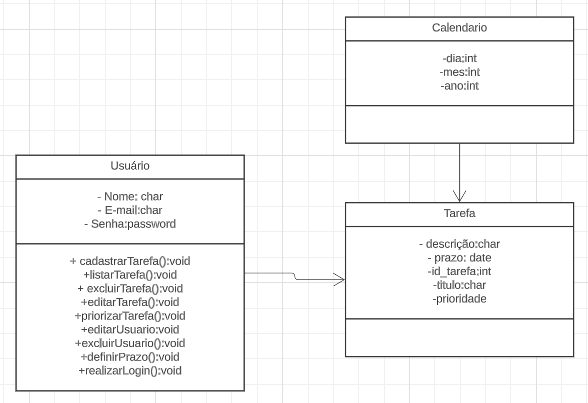 Calendario
-dia;int
-mes:int
-ano:int
Usuário
- Nome: char
- E-mail:char
- Senha:password
+ cadastrarTarefa():void
+listarTarefa():void
+ excluirTarefa():void
+editarTarefa():void
+priorizarTarefa():void
+editarUsuario:void
+excluirUsuario():void
+definirPrazo():void
+realizarLogin():void
Tarefa
- descrição:char
- prazo: date
-id_tarefa:int
-titulo:char
-prioridade